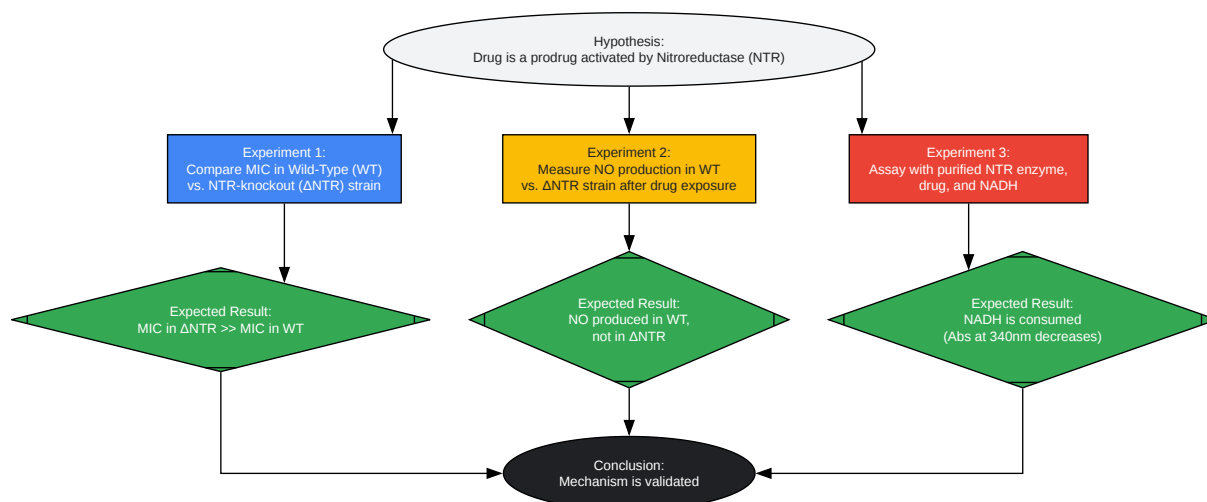 Hypothesis:
Drug is a prodrug activated by Nitroreductase (NTR)
Experiment 1:
Compare MIC in Wild-Type (WT)
vs. NTR-knockout (ΔNTR) strain
Experiment 2:
Measure NO production in WT
vs. ΔNTR strain after drug exposure
Experiment 3:
Assay with purified NTR enzyme,
drug, and NADH
Expected Result:
MIC in ΔNTR >> MIC in WT
Expected Result:
NO produced in WT,
not in ΔNTR
Expected Result:
NADH is consumed
(Abs at 340nm decreases)
Conclusion:
Mechanism is validated